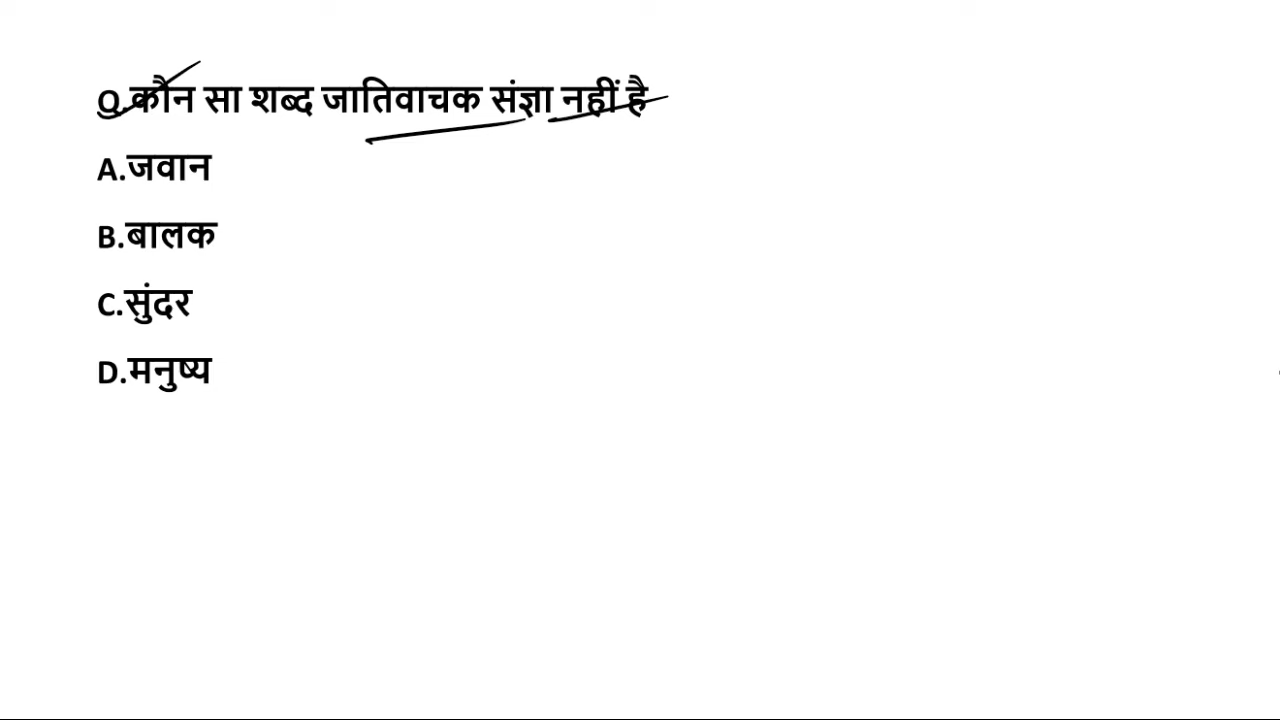 Q.कौन सा शब्द जातिवाचक संज्ञा नहीं है
A.जवान
B.बालक
C.सुंदर
D.मनुष्य